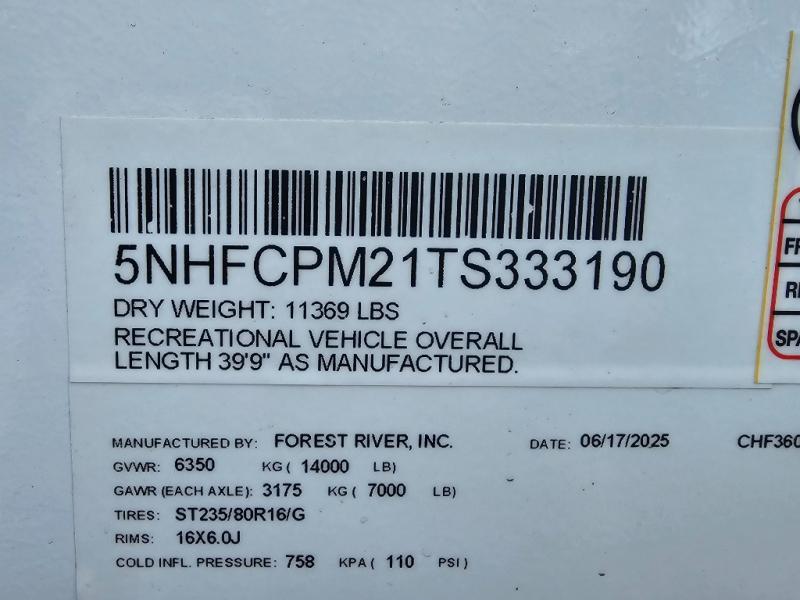 5NHFCPM21TS333190
DRY WEIGHT: 11369 LBS
RECREATIONAL VEHICLE OVERALL
LENGTH 39'9" AS MANUFACTURED.
MANUFACTURED BY: FOREST RIVER, INC. DATE: 06/17/2025 CHF360
GVWR: 6350 KG ( 14000 LB)
GAWR (EACH AXLE): 3175 KG ( 7000 LB)
TIRES: ST235/80R16/G
RIMS: 16X6.0J
COLD INFL. PRESSURE: 758 KPA ( 110 PSI)